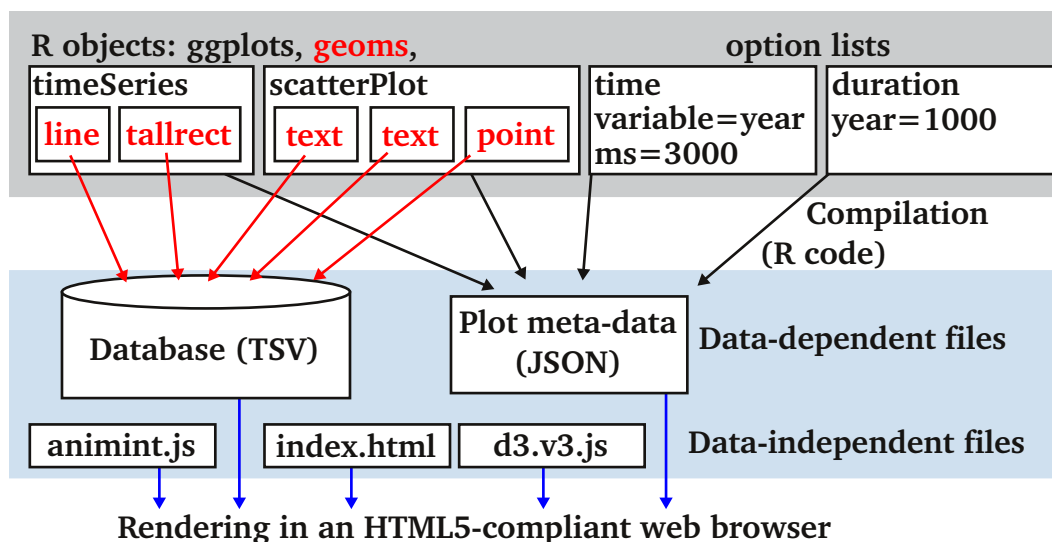 R objects: ggplots, geoms, option lists
timeSeries
line
tallrect
scatterPlot
text
text
point
time
variable=year
ms=3000
duration
year=1000
Compilation
(R code)
Database (TSV)
Plot meta-data
(JSON)
Data-dependent files
animint.js
index.html
d3.v3.js
Data-independent files
Rendering in an HTML5-compliant web browser